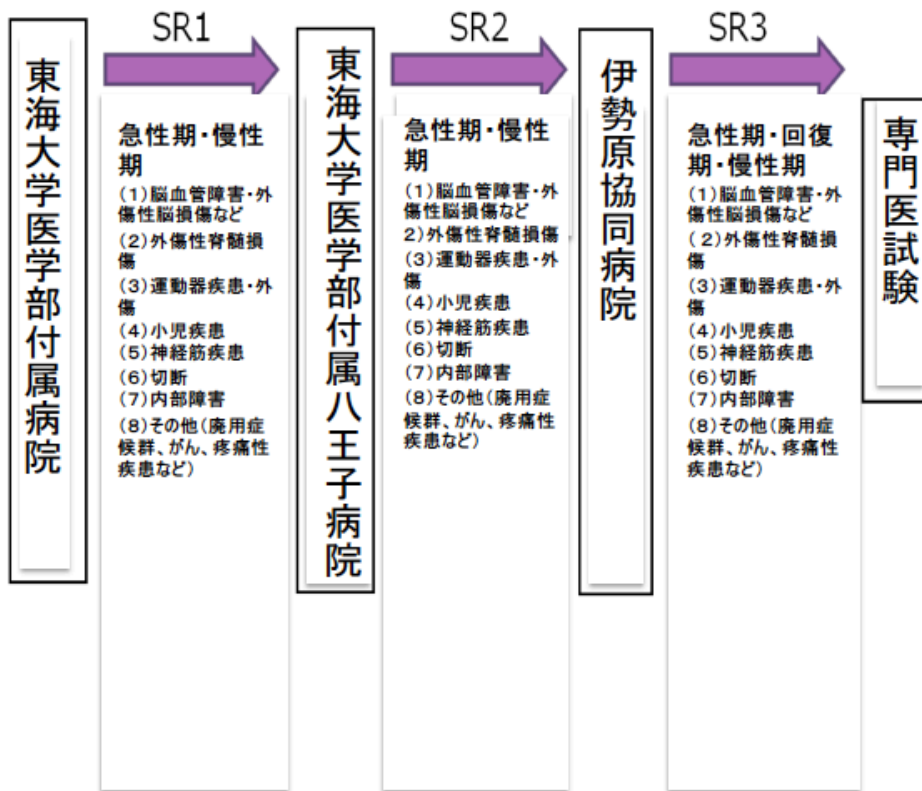 東海大学医学部付属病院
SR1
急性期・慢性
期
(1)脳血管障害・外
傷性脳損傷など
(2)外傷性脊髄損
傷
(3)運動器疾患・外
傷
(4)小児疾患
(5)神経筋疾患
(6)切断
(7)内部障害
(8)その他(廃用症
候群、がん、疼痛性
疾患など)
東海大学医学部付属八王子病院
SR2
急性期・慢性
期
(1)脳血管障害・外
傷性脳損傷など
2)外傷性脊髄損傷
(3)運動器疾患・外
傷
(4)小児疾患
(5)神経筋疾患
(6)切断
(7)内部障害
(8)その他(廃用症
候群、がん、疼痛性
疾患など)
伊勢原協同病院
SR3
急性期・回復
期・慢性期
(1)脳血管障害・外
傷性脳損傷など
(2)外傷性脊髄損
傷
(3)運動器疾患・外
傷
(4)小児疾患
(5)神経筋疾患
(6)切断
(7)内部障害
(8)その他(廃用症
候群、がん、疼痛性
疾患など)
専門医試験